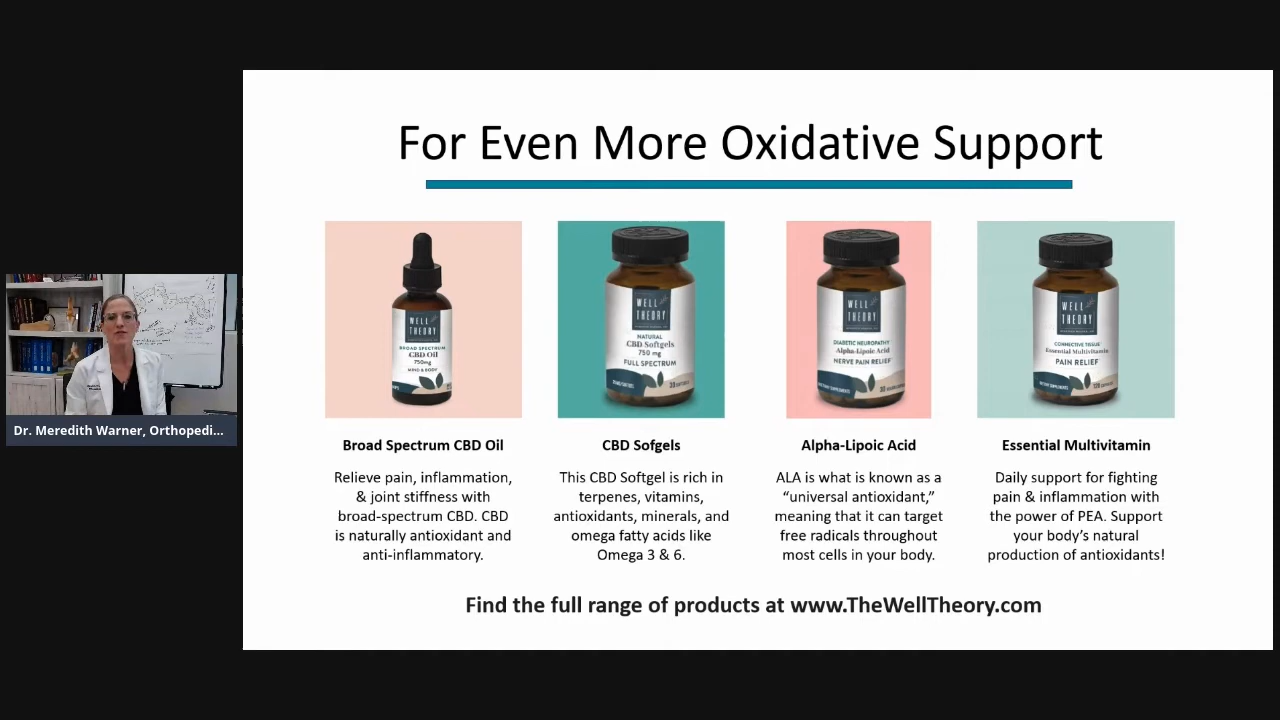 For Even More Oxidative Support
WELL
THEORY
BROAD SPECTRUM
CBD Oil
750mg
MIND & BODY
WELL
THEORY
NATURAL
CBD Softgels
750 mg
FULL SPECTRUM
WELL
THEORY
DIABETIC NEUROPATHY
Alpha-Lipoic Acid
NERVE PAIN RELIEF
WELL
THEORY
CONNECTIVE TISSUE
Essential Multivitamin
PAIN RELIEF
Broad Spectrum CBD Oil
Relieve pain, inflammation,
& joint stiffness with
broad-spectrum CBD. CBD
is naturally antioxidant and
anti-inflammatory.
CBD Sofgels
This CBD Softgel is rich in
terpenes, vitamins,
antioxidants, minerals, and
omega fatty acids like
Omega 3 & 6.
Alpha-Lipoic Acid
ALA is what is known as a
“universal antioxidant,”
meaning that it can target
free radicals throughout
most cells in your body.
Essential Multivitamin
Daily support for fighting
pain & inflammation with
the power of PEA. Support
your body’s natural
production of antioxidants!
Find the full range of products at www.TheWellTheory.com
Dr. Meredith Warner, Orthopedi...